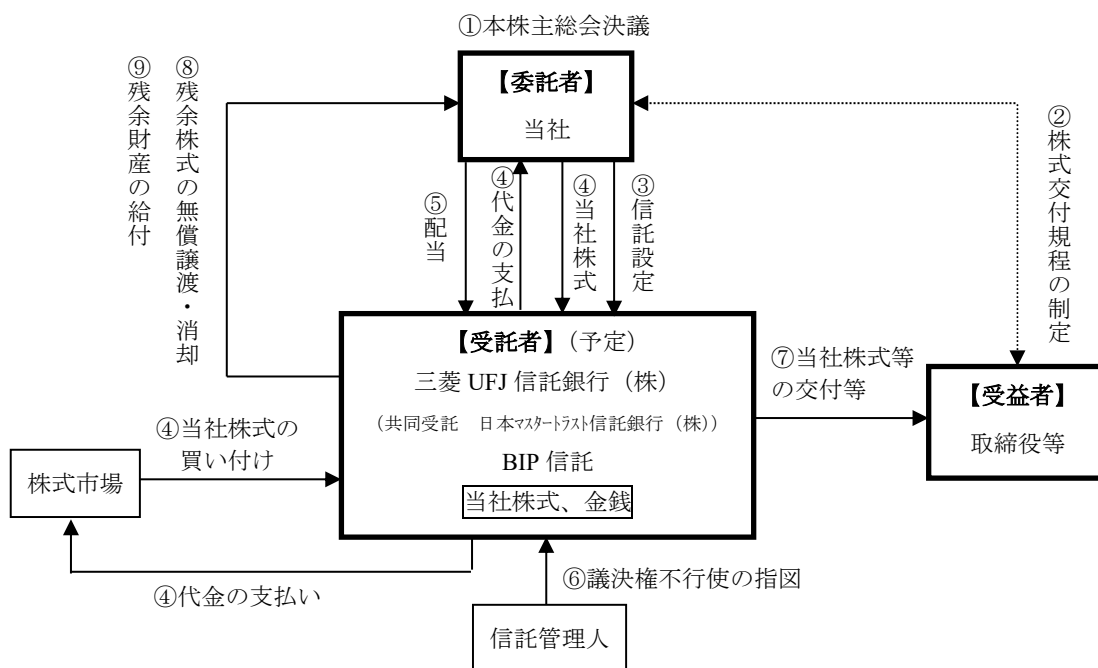 ①本株主総会決議
【委託者】
当社
⑨残余財産の給付
⑧残余株式の無償譲渡・消却
②株式交付規程の制定
⑤配当
④代金の支払
④当社株式
③信託設定
【受託者】(予定)
三菱 UFJ 信託銀行（株）
（共同受託　日本ﾏｽﾀｰﾄﾗｽﾄ信託銀行（株））
BIP 信託
当社株式、金銭
⑦当社株式等
の交付等
【受益者】
取締役等
④当社株式の
買い付け
株式市場
④代金の支払い
⑥議決権不行使の指図
信託管理人